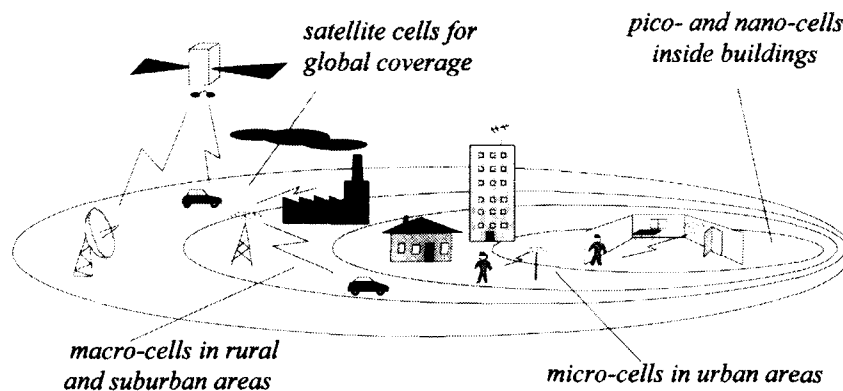 satellite cells for
global coverage
pico- and nano-cells
inside buildings
macro-cells in rural
and suburban areas
micro-cells in urban areas